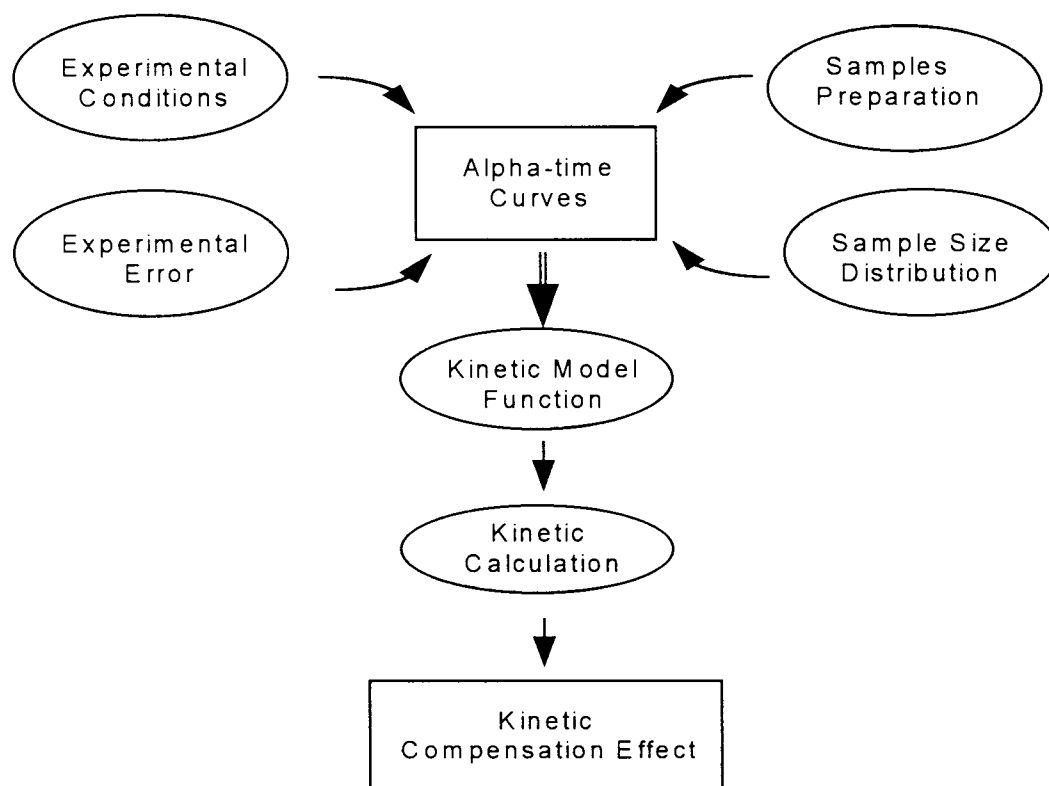 Experimental
Conditions
Samples
Preparation
Alpha-time
Curves
Experimental
Error
Sample Size
Distribution
Kinetic Model
Function
Kinetic
Calculation
Kinetic
Compensation Effect